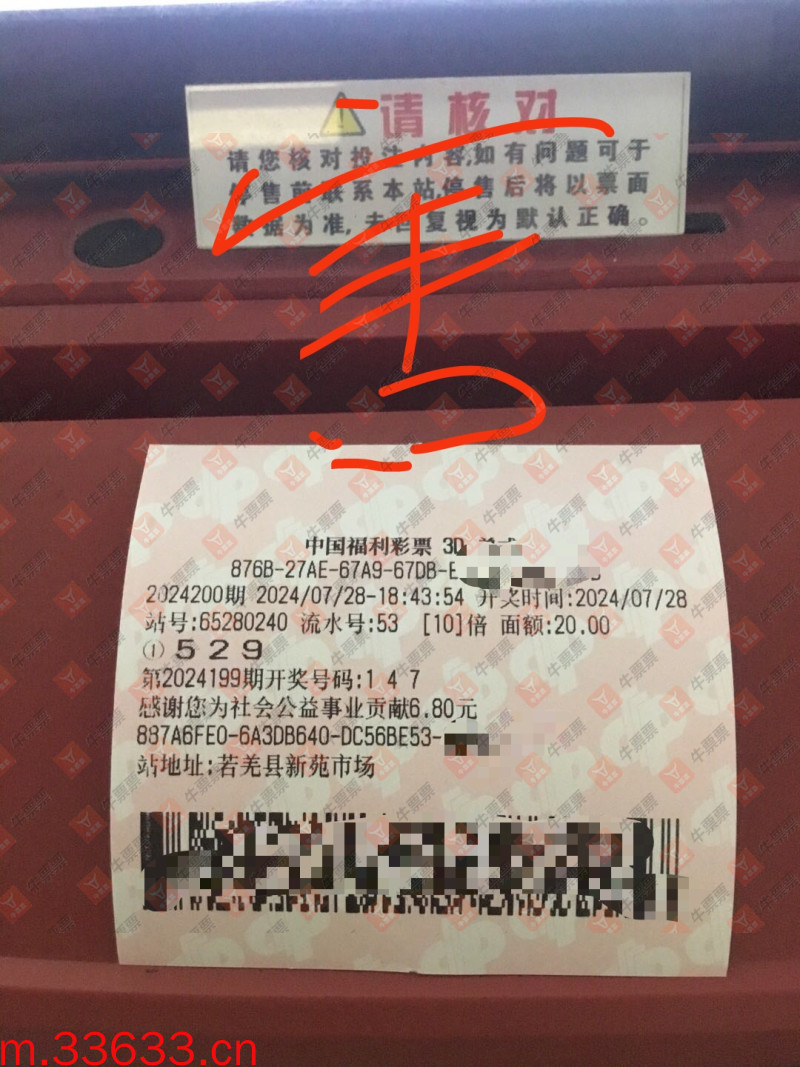 请核对
请您核对投注内容,如有问题可于
停售前联系本站,停售后将以票面
数据为准,未回复视为默认正确。
中国福利彩票 3D 单式
876B-27AE-67A9-67DB-E
2024200期 2024/07/28-18:43:54 开奖时间:2024/07/28
站号:65280240 流水号:53 [10]倍 面额:20.00
① 5 2 9
第2024199期开奖号码:1 4 7
感谢您为社会公益事业贡献6.80元
887A6FE0-6A3DB640-DC56BE53-
站地址:若羌县新苑市场
牛票票
m.33633.cn